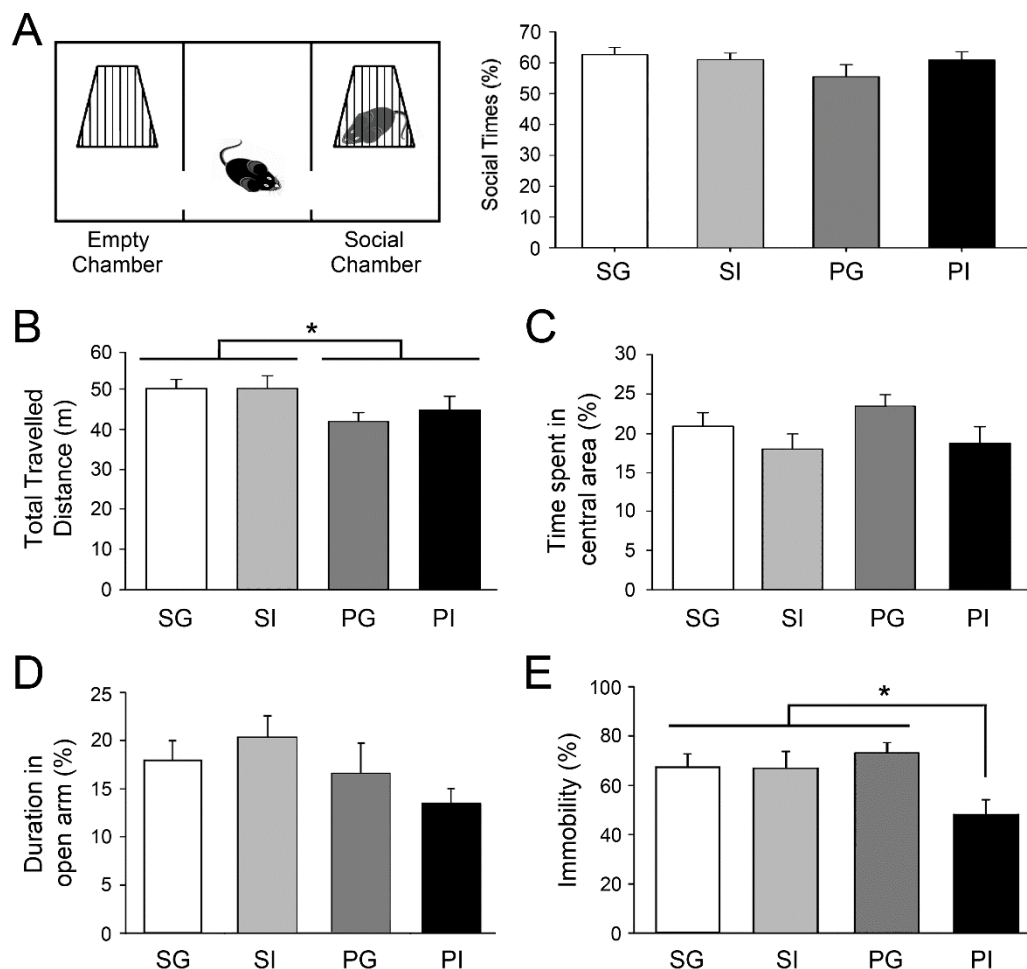 A
Empty
Chamber
Social
Chamber
Social Times (%)
70
60
50
40
30
20
10
0
SG SI PG PI
B
*
Total Travelled
Distance (m)
60
50
40
30
20
10
0
SG SI PG PI
C
Time spent in
central area (%)
30
25
20
15
10
5
0
SG SI PG PI
D
Duration in
open arm (%)
25
20
15
10
5
0
SG SI PG PI
E
*
Immobility (%)
100
80
60
40
20
0
SG SI PG PI